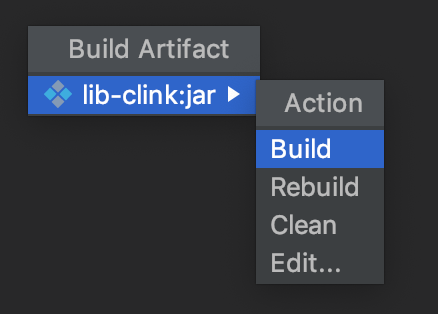 Build Artifact
lib-clink:jar
Action
Build
Rebuild
Clean
Edit...